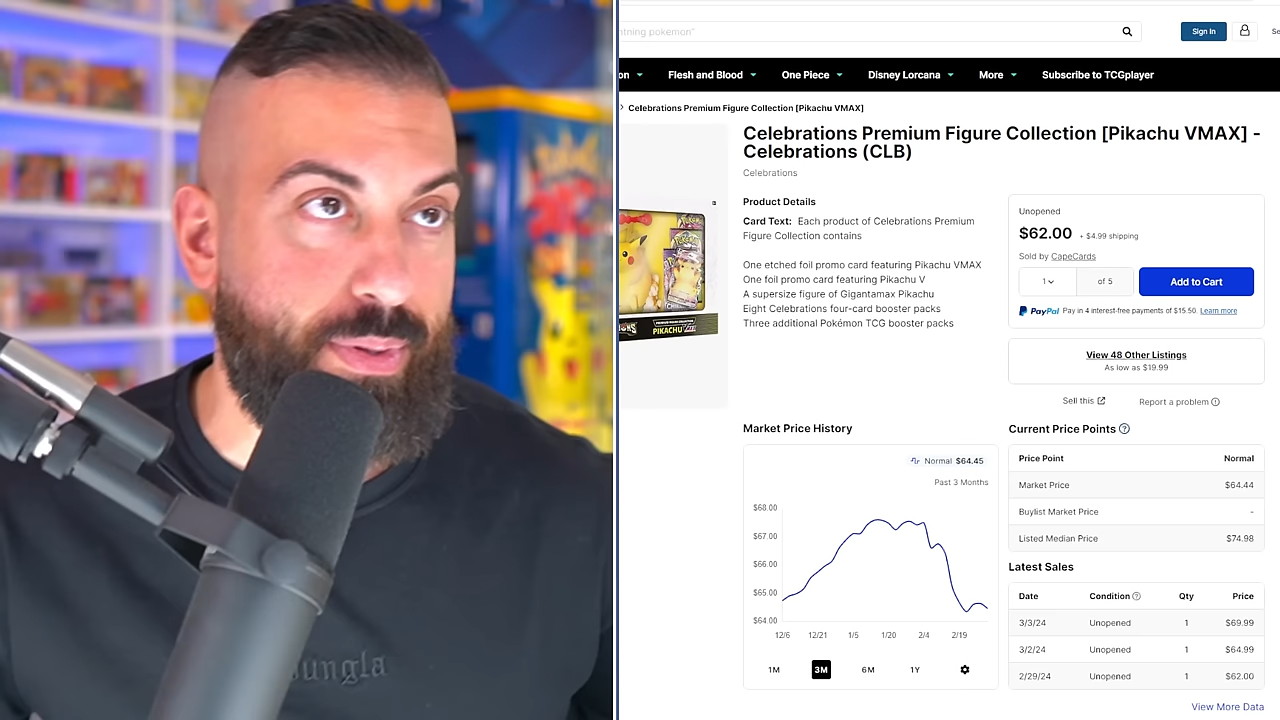 ntning pokemon"
Sign In
Se
on
Flesh and Blood
One Piece
Disney Lorcana
More
Subscribe to TCGplayer
Celebrations Premium Figure Collection [Pikachu VMAX]
Celebrations Premium Figure Collection [Pikachu VMAX] -
Celebrations (CLB)
Celebrations
Product Details
Card Text: Each product of Celebrations Premium
Figure Collection contains
One etched foil promo card featuring Pikachu VMAX
One foil promo card featuring Pikachu V
A supersize figure of Gigantamax Pikachu
Eight Celebrations four-card booster packs
Three additional Pokémon TCG booster packs
PIKACHU
Unopened
$62.00 + $4.99 shipping
Sold by CapeCards
1
of 5
Add to Cart
PayPal Pay in 4 interest-free payments of $15.50. Learn more
View 48 Other Listings
As low as $19.99
Sell this
Report a problem
Market Price History
Normal $64.45
Past 3 Months
$68.00
$67.00
$66.00
$65.00
$64.00
12/6 12/21 1/5 1/20 2/4 2/19
1M 3M 6M 1Y
Current Price Points
Price Point Normal
Market Price $64.44
Buylist Market Price -
Listed Median Price $74.98
Latest Sales
Date Condition Qty Price
3/3/24 Unopened 1 $69.99
3/2/24 Unopened 1 $64.99
2/29/24 Unopened 1 $62.00
View More Data